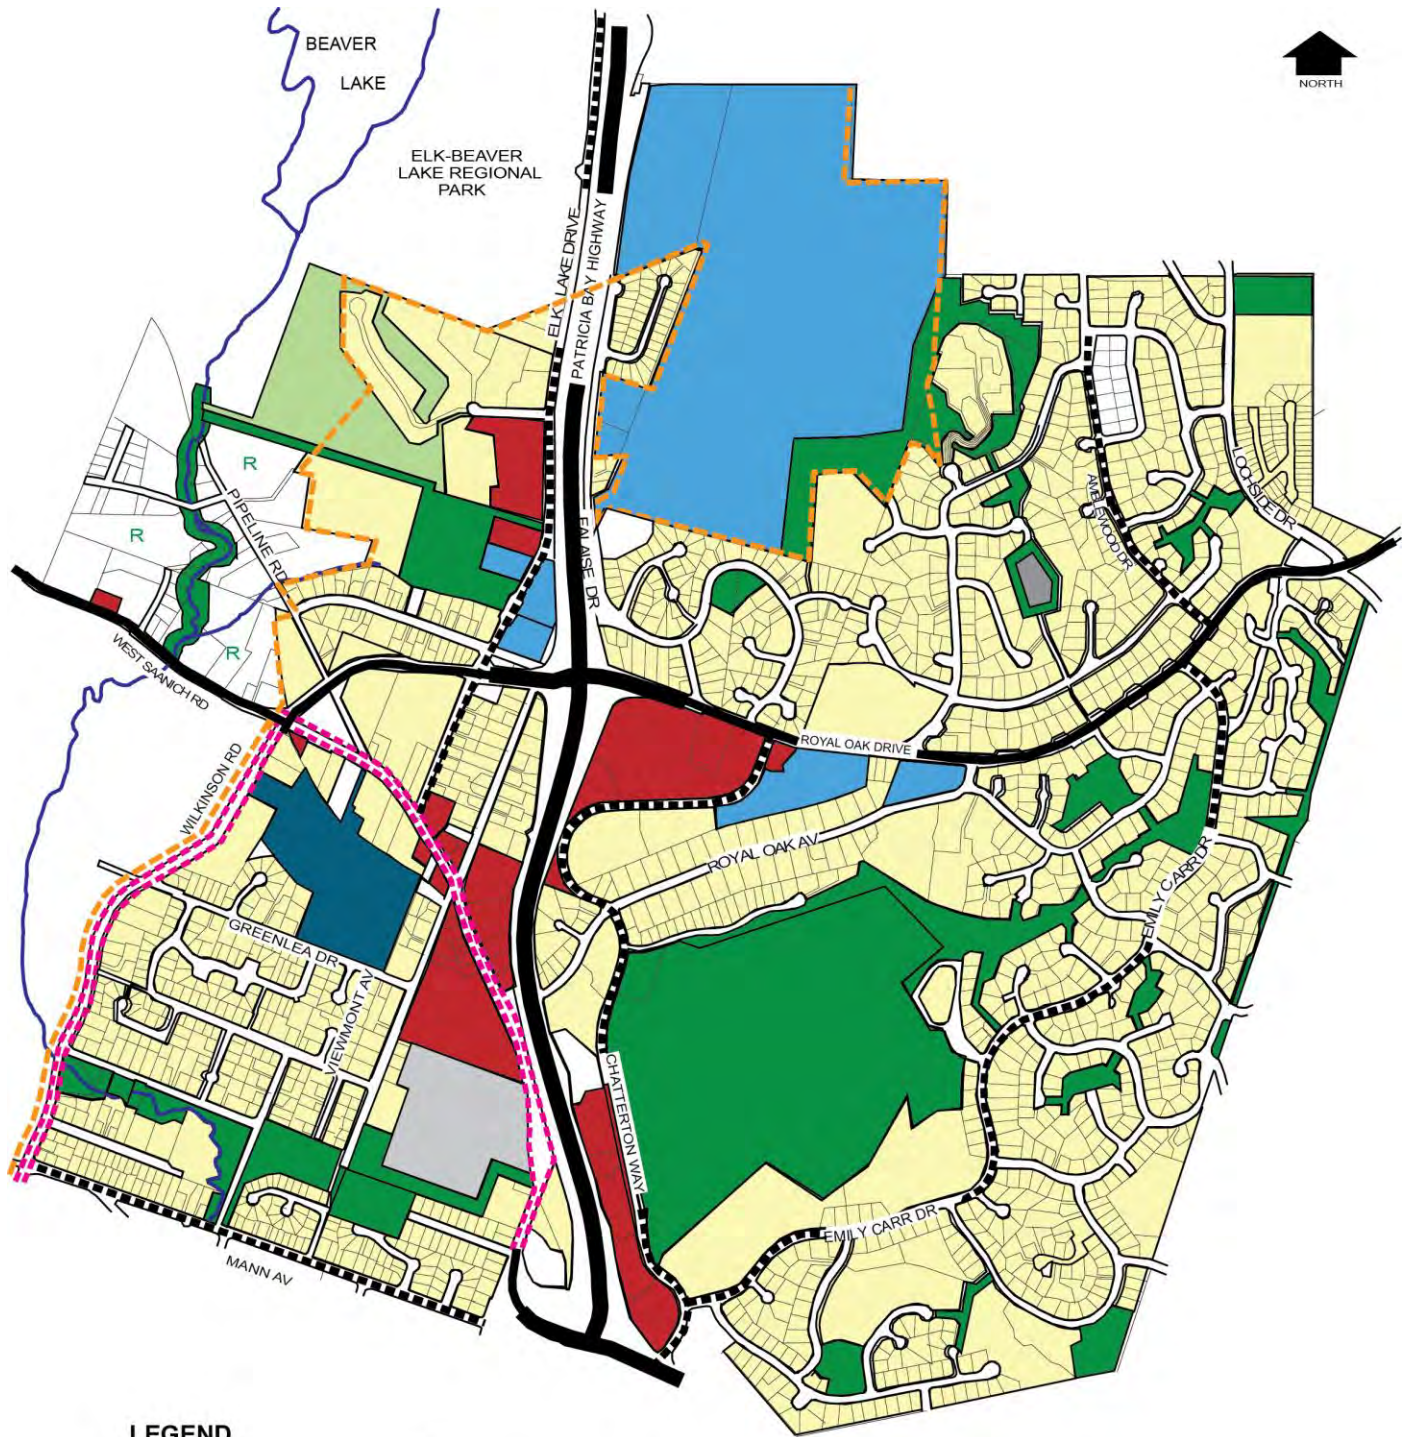 BEAVER
LAKE
NORTH
ELK-BEAVER
LAKE REGIONAL
PARK
ELK LAKE DRIVE
PATRICIA BAY HIGHWAY
R
PIPELINE RD
R
FALAISE DR
AMBLEWOOD DR
LOCHSIDE DR
R
WEST SAANICH RD
WILKINSON RD
ROYAL OAK DRIVE
ROYAL OAK AV
EMILY CARR DR
GREENLEA DR
VIEWMONT AV
CHATTERTON WAY
EMILY CARR DR
MANN AV
LEGEND